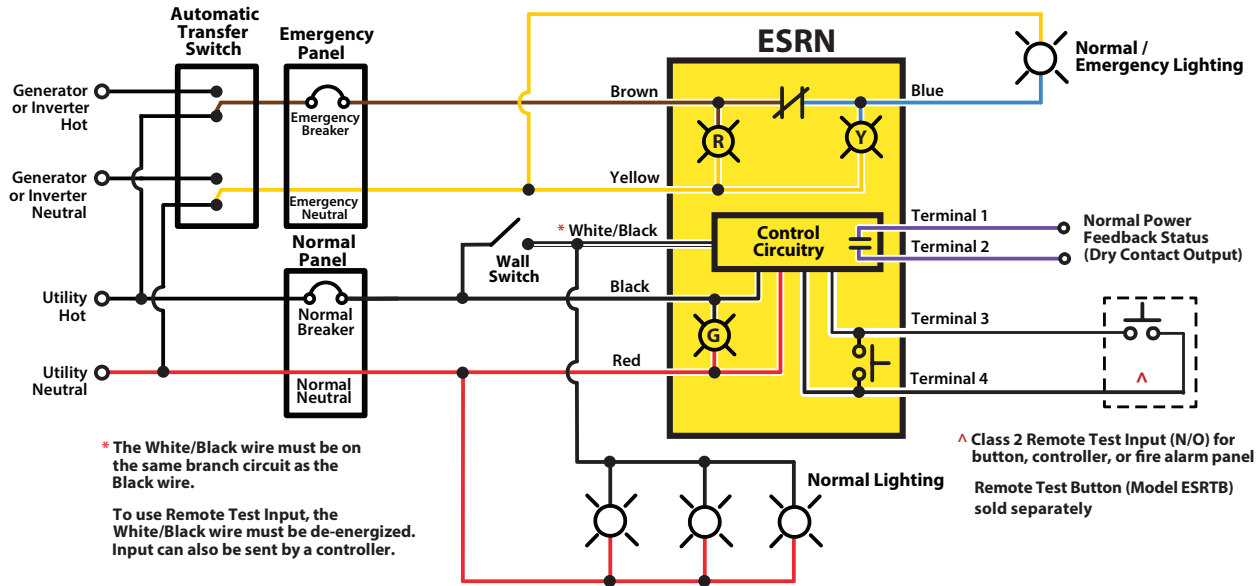 Automatic
Transfer
Switch
Emergency
Panel
ESRN
Normal /
Emergency Lighting
Generator
or Inverter
Hot
Brown
Blue
Emergency
Breaker
R
Y
Generator
or Inverter
Neutral
Yellow
Emergency
Neutral
* White/Black
Control
Circuitry
Terminal 1
Terminal 2
Normal Power
Feedback Status
(Dry Contact Output)
Normal
Panel
Wall
Switch
Utility
Hot
Black
Normal
Breaker
G
Terminal 3
Utility
Neutral
Red
Normal
Neutral
Terminal 4
^
* The White/Black wire must be on
the same branch circuit as the
Black wire.
To use Remote Test Input, the
White/Black wire must be de-energized.
Input can also be sent by a controller.
Normal Lighting
^ Class 2 Remote Test Input (N/O) for
button, controller, or fire alarm panel
Remote Test Button (Model ESRTB)
sold separately